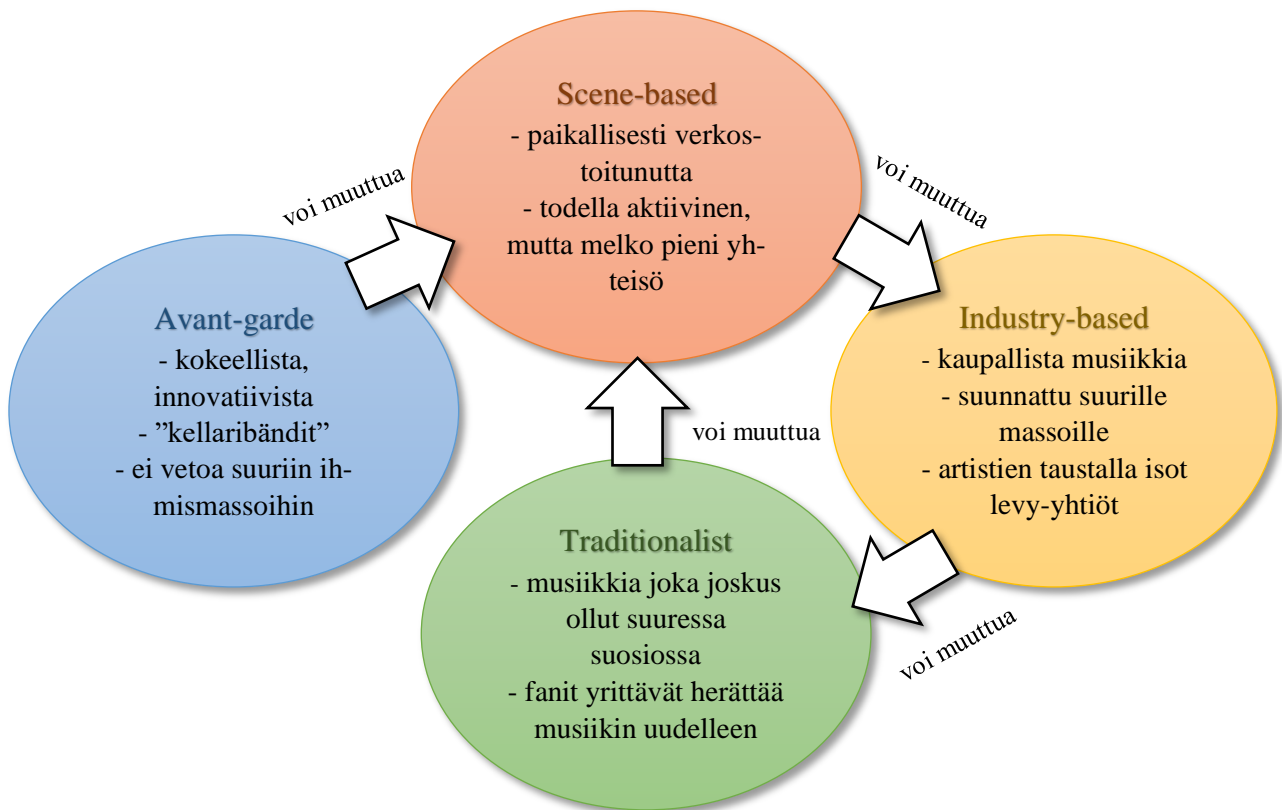 Scene-based
- paikallisesti verkos-
toitunutta
- todella aktiivinen,
mutta melko pieni yh-
teisö
voi muuttua
voi muuttua
Avant-garde
- kokeellista,
innovatiivista
- ”kellaribändit”
- ei vetoa suuriin ih-
mismassoihin
Industry-based
- kaupallista musiikkia
- suunnattu suurille
massoille
- artistien taustalla isot
levy-yhtiöt
voi muuttua
Traditionalist
- musiikkia joka joskus
ollut suuressa
suosiossa
- fanit yrittävät herättää
musiikin uudelleen
voi muuttua